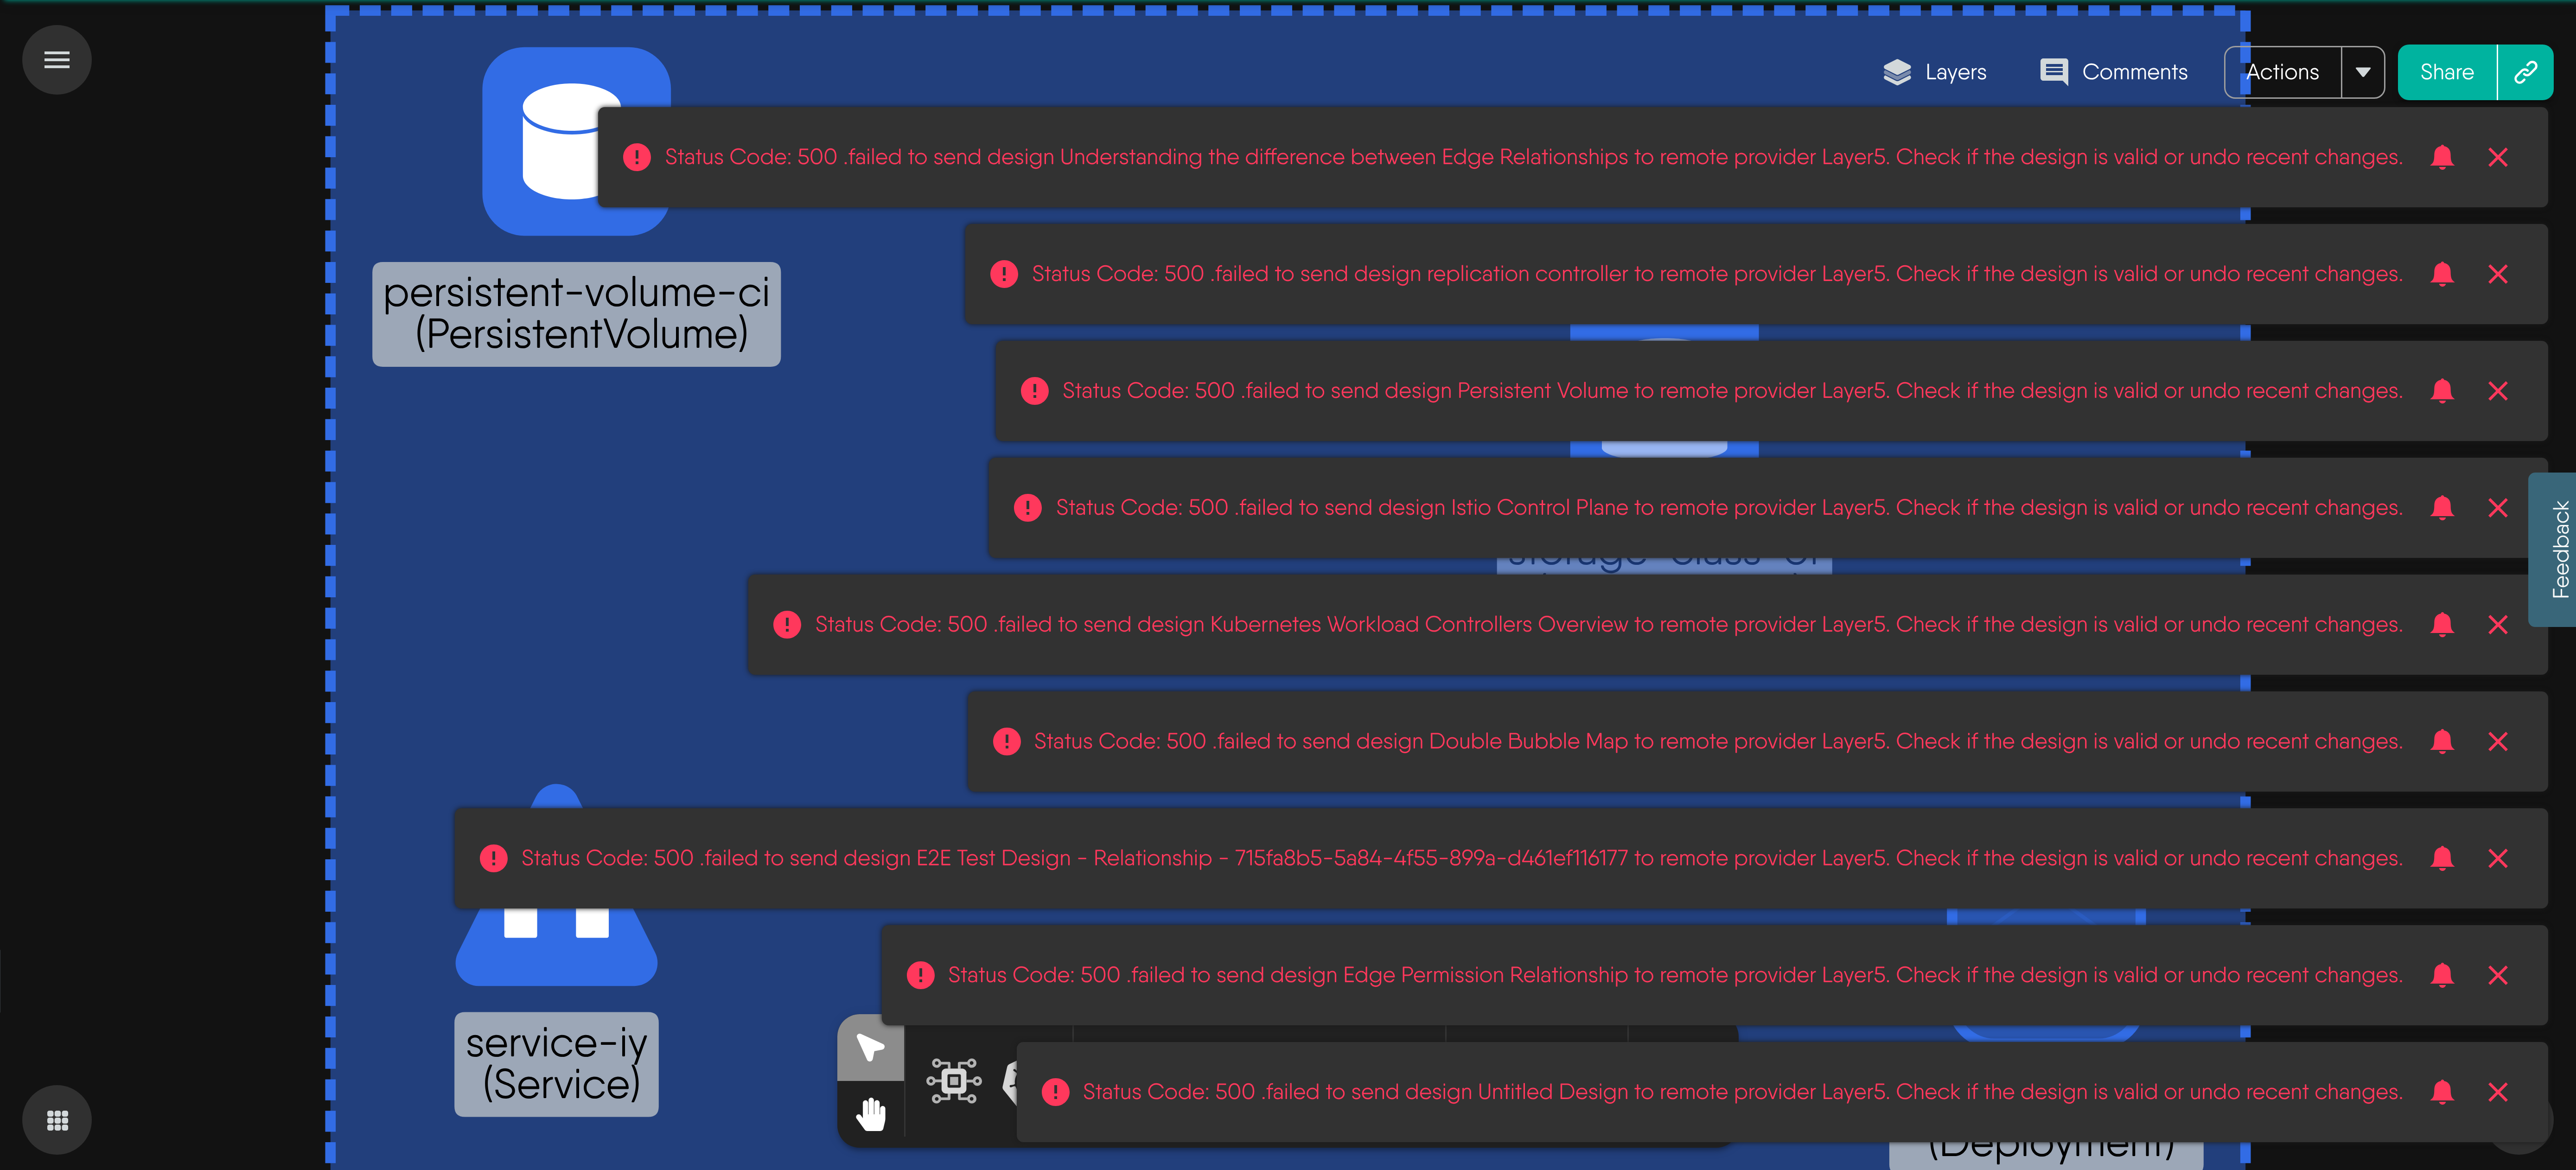 Layers
Comments
Actions
Share
Status Code: 500 .failed to send design Understanding the difference between Edge Relationships to remote provider Layer5. Check if the design is valid or undo recent changes.
Status Code: 500 .failed to send design replication controller to remote provider Layer5. Check if the design is valid or undo recent changes.
persistent-volume-ci
(PersistentVolume)
Status Code: 500 .failed to send design Persistent Volume to remote provider Layer5. Check if the design is valid or undo recent changes.
Status Code: 500 .failed to send design Istio Control Plane to remote provider Layer5. Check if the design is valid or undo recent changes.
Feedback
Status Code: 500 .failed to send design Kubernetes Workload Controllers Overview to remote provider Layer5. Check if the design is valid or undo recent changes.
Status Code: 500 .failed to send design Double Bubble Map to remote provider Layer5. Check if the design is valid or undo recent changes.
Status Code: 500 .failed to send design E2E Test Design - Relationship - 715fa8b5-5a84-4f55-899a-d461ef116177 to remote provider Layer5. Check if the design is valid or undo recent changes.
Status Code: 500 .failed to send design Edge Permission Relationship to remote provider Layer5. Check if the design is valid or undo recent changes.
service-iy
(Service)
Status Code: 500 .failed to send design Untitled Design to remote provider Layer5. Check if the design is valid or undo recent changes.
(Deployment)